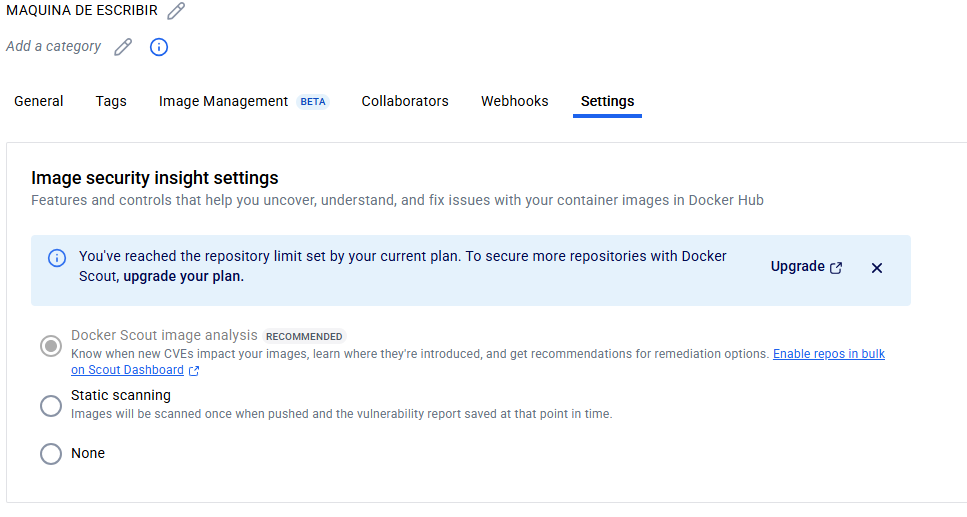 MAQUINA DE ESCRIBIR
Add a category
General Tags Image Management BETA Collaborators Webhooks Settings
Image security insight settings
Features and controls that help you uncover, understand, and fix issues with your container images in Docker Hub
You've reached the repository limit set by your current plan. To secure more repositories with Docker
Scout, upgrade your plan.
Upgrade
Docker Scout image analysis RECOMMENDED
Know when new CVEs impact your images, learn where they're introduced, and get recommendations for remediation options. Enable repos in bulk
on Scout Dashboard
Static scanning
Images will be scanned once when pushed and the vulnerability report saved at that point in time.
None